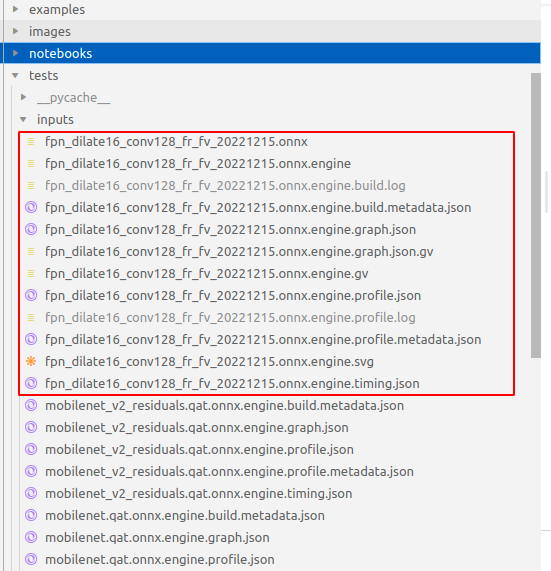 examples
images
notebooks
tests
__pycache__
inputs
fpn_dilate16_conv128_fr_fv_20221215.onnx
fpn_dilate16_conv128_fr_fv_20221215.onnx.engine
fpn_dilate16_conv128_fr_fv_20221215.onnx.engine.build.log
fpn_dilate16_conv128_fr_fv_20221215.onnx.engine.build.metadata.json
fpn_dilate16_conv128_fr_fv_20221215.onnx.engine.graph.json
fpn_dilate16_conv128_fr_fv_20221215.onnx.engine.graph.json.gv
fpn_dilate16_conv128_fr_fv_20221215.onnx.engine.gv
fpn_dilate16_conv128_fr_fv_20221215.onnx.engine.profile.json
fpn_dilate16_conv128_fr_fv_20221215.onnx.engine.profile.log
fpn_dilate16_conv128_fr_fv_20221215.onnx.engine.profile.metadata.json
fpn_dilate16_conv128_fr_fv_20221215.onnx.engine.svg
fpn_dilate16_conv128_fr_fv_20221215.onnx.engine.timing.json
mobilenet_v2_residuals.qat.onnx.engine.build.metadata.json
mobilenet_v2_residuals.qat.onnx.engine.graph.json
mobilenet_v2_residuals.qat.onnx.engine.profile.json
mobilenet_v2_residuals.qat.onnx.engine.profile.metadata.json
mobilenet_v2_residuals.qat.onnx.engine.timing.json
mobilenet.qat.onnx.engine.build.metadata.json
mobilenet.qat.onnx.engine.graph.json
mobilenet.qat.onnx.engine.profile.json